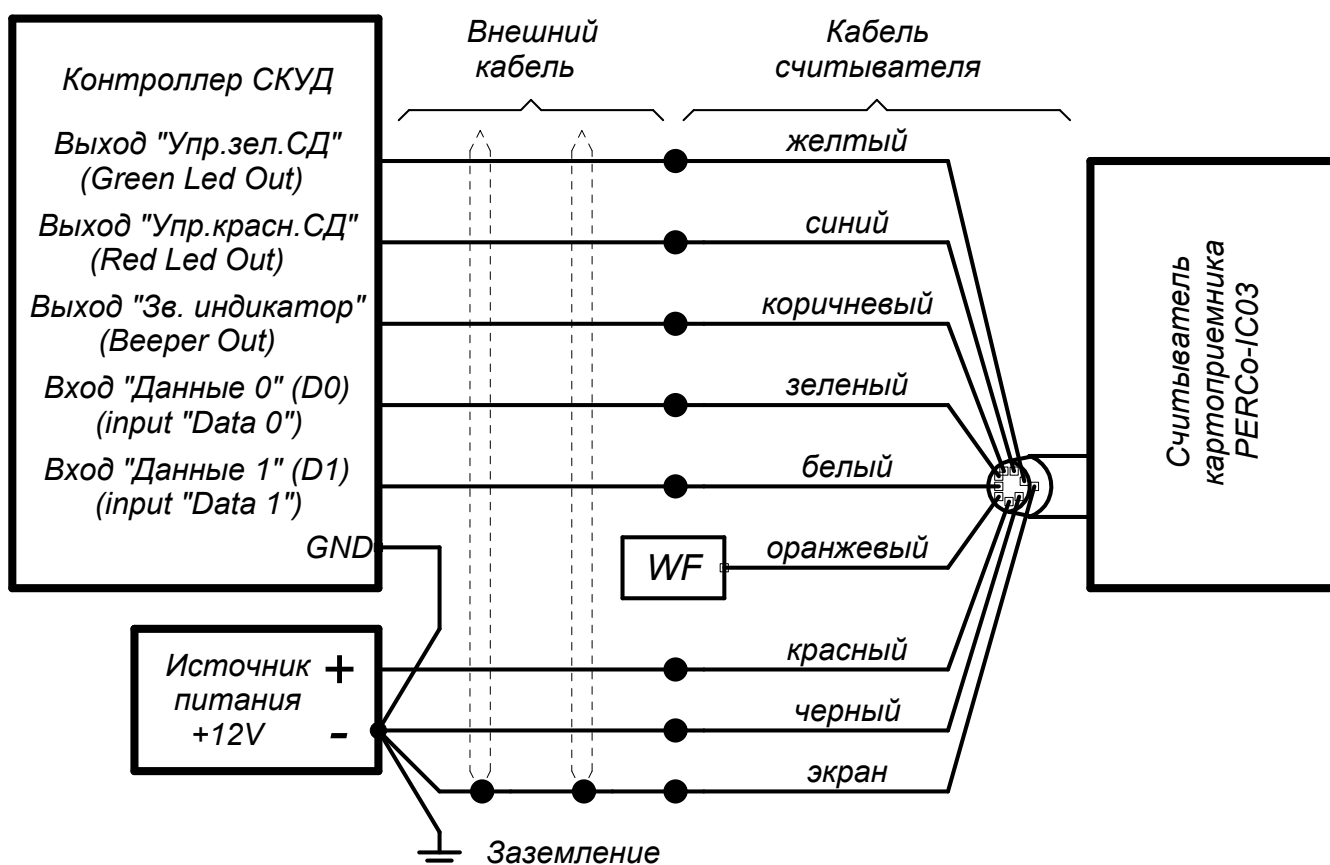 Внешний
кабель
Кабель
считывателя
Контроллер СКУД
Выход "Упр.зел.СД"
(Green Led Out)
Выход "Упр.красн.СД"
(Red Led Out)
Выход "Зв. индикатор"
(Beeper Out)
Вход "Данные 0" (D0)
(input "Data 0")
Вход "Данные 1" (D1)
(input "Data 1")
GND
желтый
синий
коричневый
зеленый
белый
WF
оранжевый
красный
черный
экран
Считыватель
картоприемника
PERCo-IC03
Источник
питания
+12V
+
-
Заземление